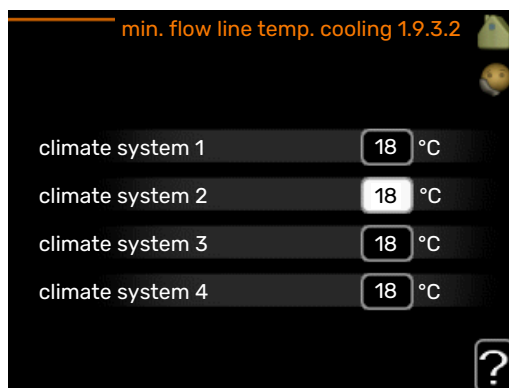 min. flow line temp. cooling 1.9.3.2
climate system 1 18 °C
climate system 2 18 °C
climate system 3 18 °C
climate system 4 18 °C
?